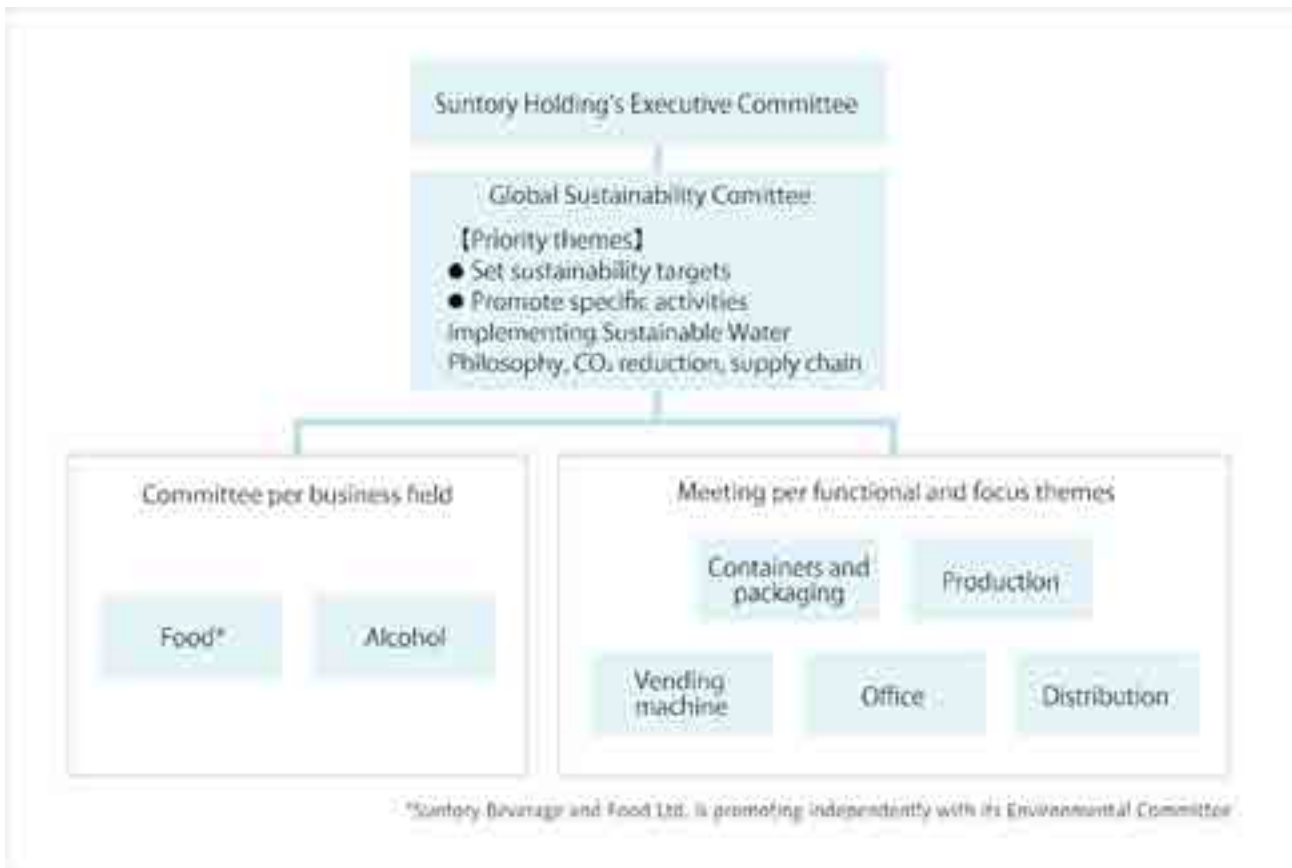 Suntory Holding's Executive Committee
Global Sustainability Comittee
【Priority themes】
● Set sustainability targets
● Promote specific activities
Implementing Sustainable Water
Philosophy, CO₂ reduction, supply chain
Committee per business field
Food*
Alcohol
Meeting per functional and focus themes
Containers and
packaging
Production
Vending
machine
Office
Distribution
*Suntory Beverage and Food Ltd. is promoting independently with its Environmental Committee